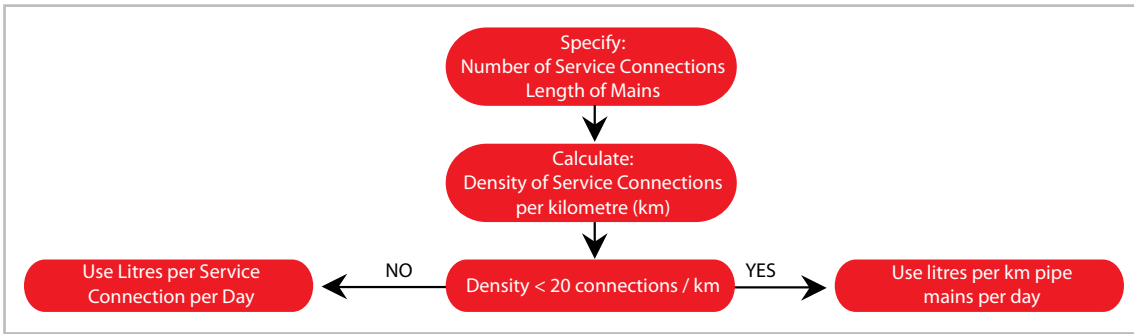 Specify:
Number of Service Connections
Length of Mains
Calculate:
Density of Service Connections
per kilometre (km)
Use Litres per Service
Connection per Day
NO
Density < 20 connections / km
YES
Use litres per km pipe
mains per day